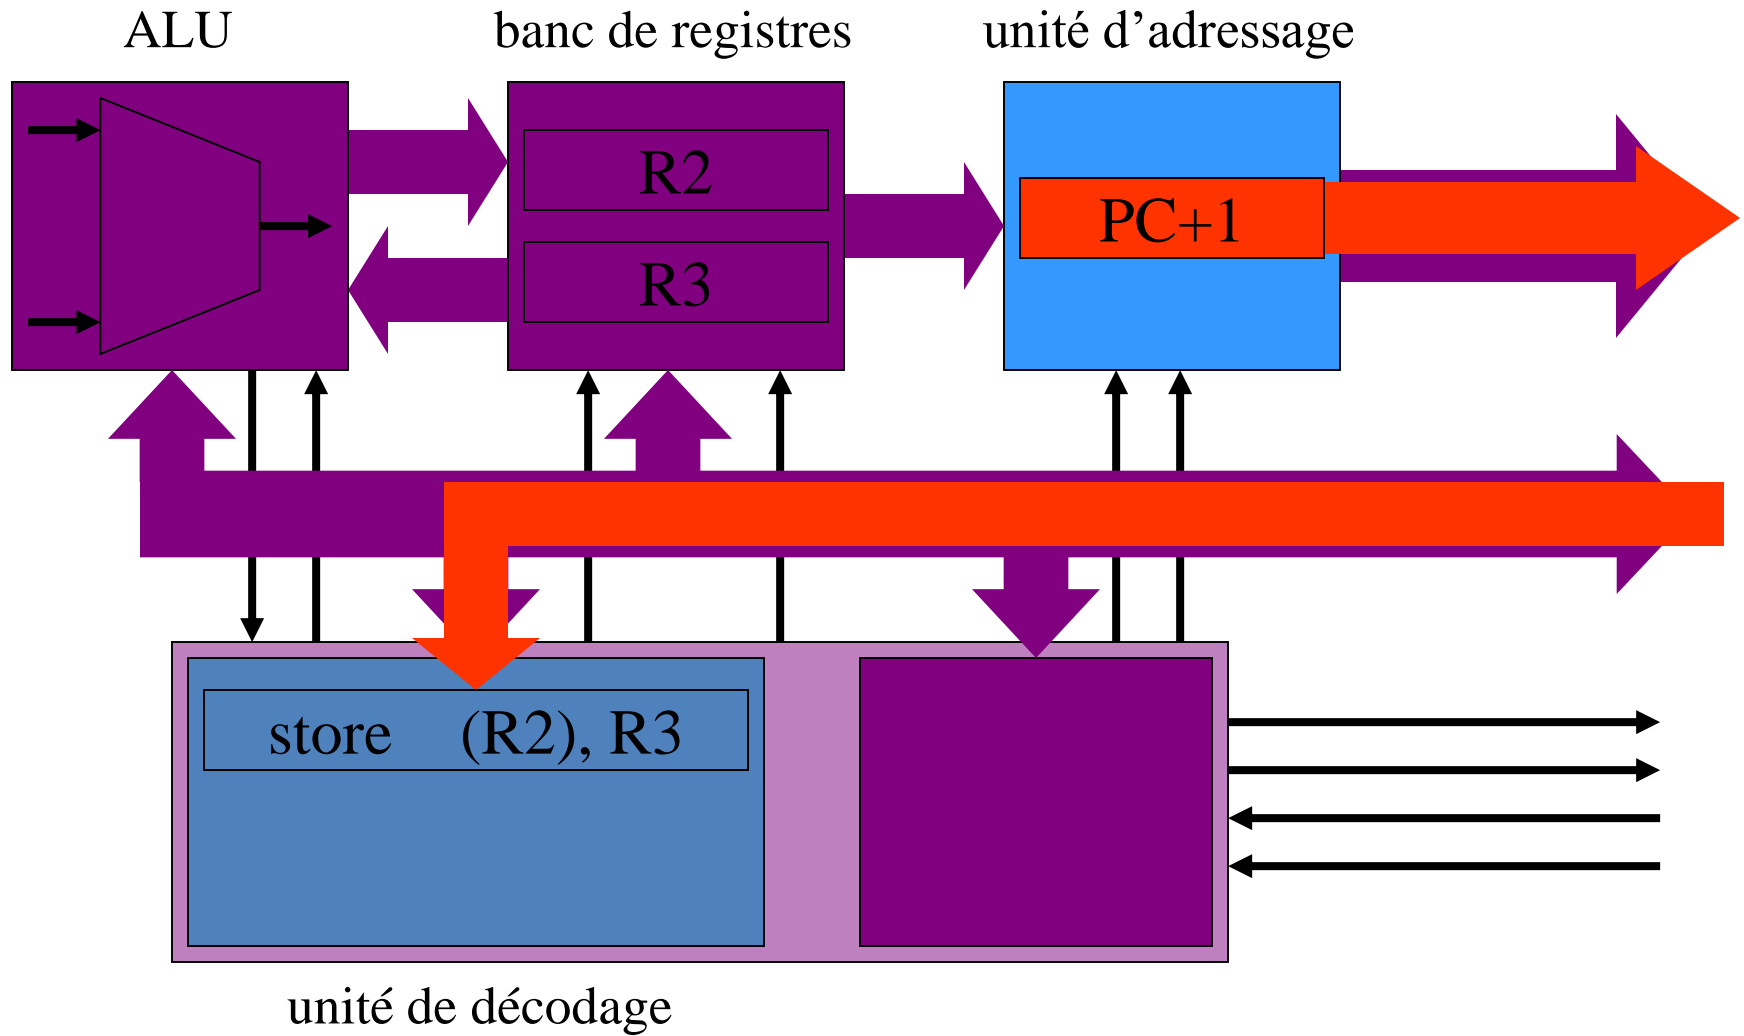 ALU
banc de registres
unité d’adressage
R2
PC+1
R3
store (R2), R3
unité de décodage